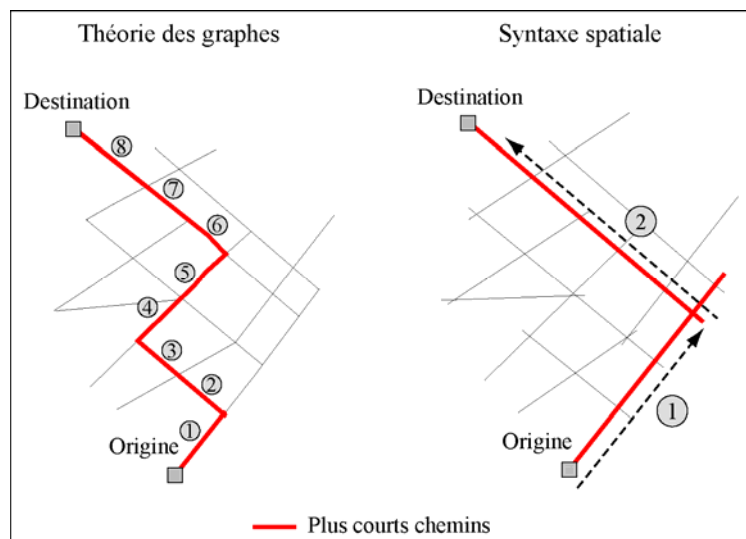 Théorie des graphes
Destination
8
7
6
5
4
3
2
1
Origine
Syntaxe spatiale
Destination
2
1
Origine
Plus courts chemins